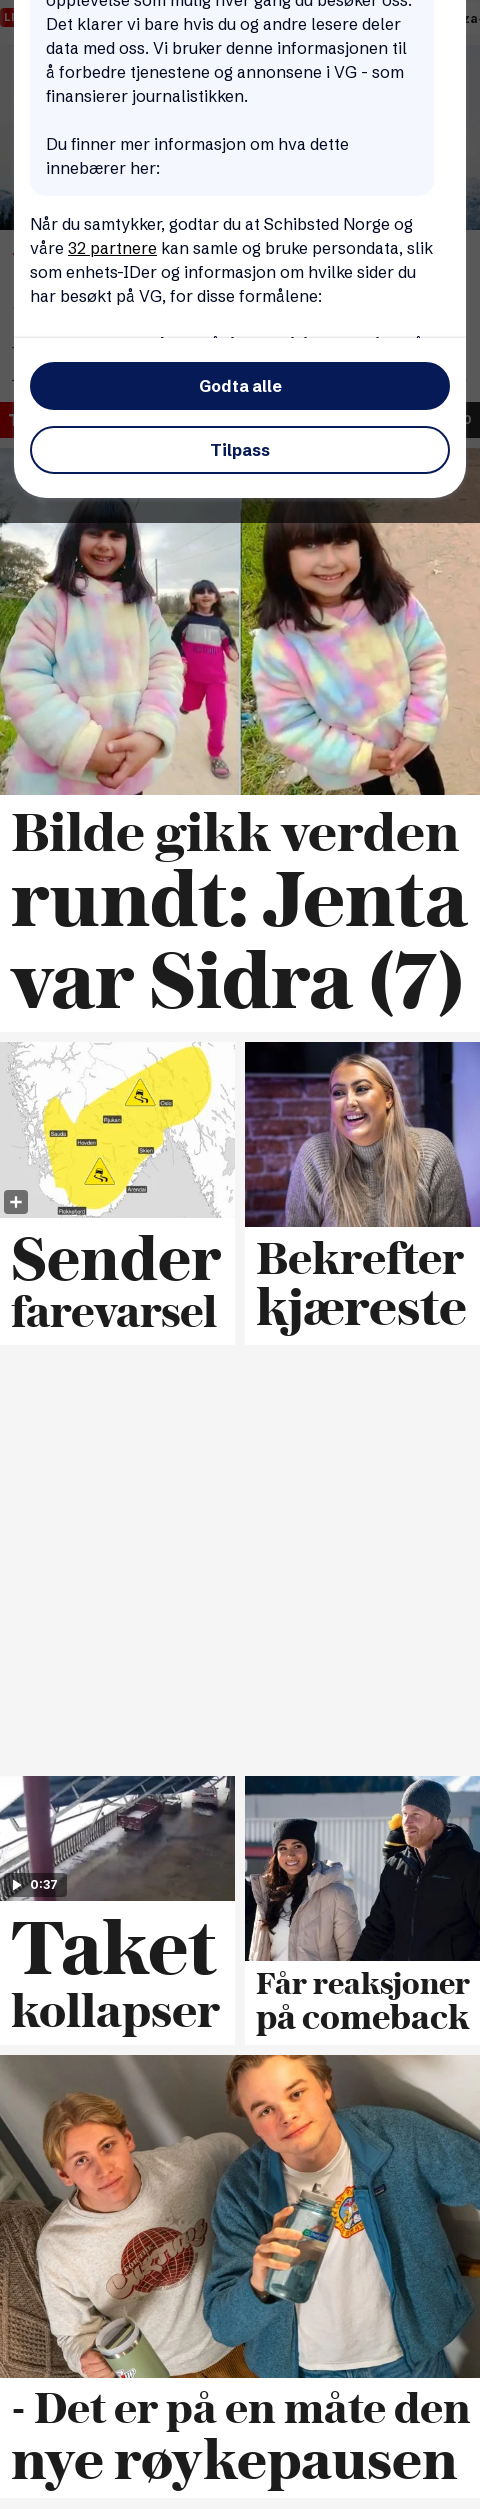 opplevelse som mulig hver gang du besøker oss.
Det klarer vi bare hvis du og andre lesere deler
data med oss. Vi bruker denne informasjonen til
å forbedre tjenestene og annonsene i VG - som
finansierer journalistikken.
Du finner mer informasjon om hva dette
innebærer her:
Når du samtykker, godtar du at Schibsted Norge og
våre 32 partnere kan samle og bruke persondata, slik
som enhets-IDer og informasjon om hvilke sider du
har besøkt på VG, for disse formålene:
Godta alle
Tilpass
Bilde gikk verden
rundt: Jenta
var Sidra (7)
Oslo
Rjukan
Sauda
Hovden
Skien
Arendal
Flekkefjord
Sender
farevarsel
Bekrefter
kjæreste
0:37
Taket
kollapser
Får reaksjoner
på comeback
- Det er på en måte den
nye røykepausen